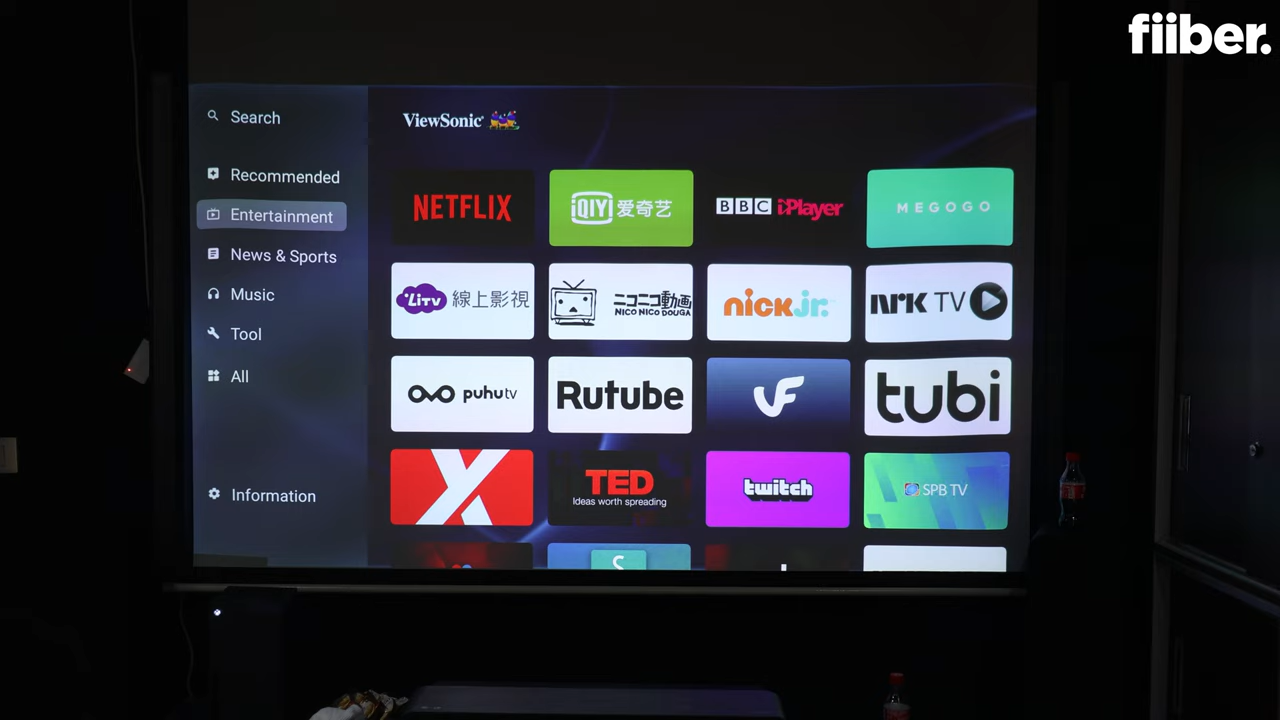 fiiber.
Search
Recommended
Entertainment
News & Sports
Music
Tool
All
Information
ViewSonic
NETFLIX
iQIY 爱奇艺
BBC iPlayer
MEGOGO
LiTV 線上影視
ニコニコ動画
NICO NICO DOUGA
nick jr.
NRK TV
puhutv
Rutube
VF
tubi
X
TED
Ideas worth spreading
twitch
SPB TV
S